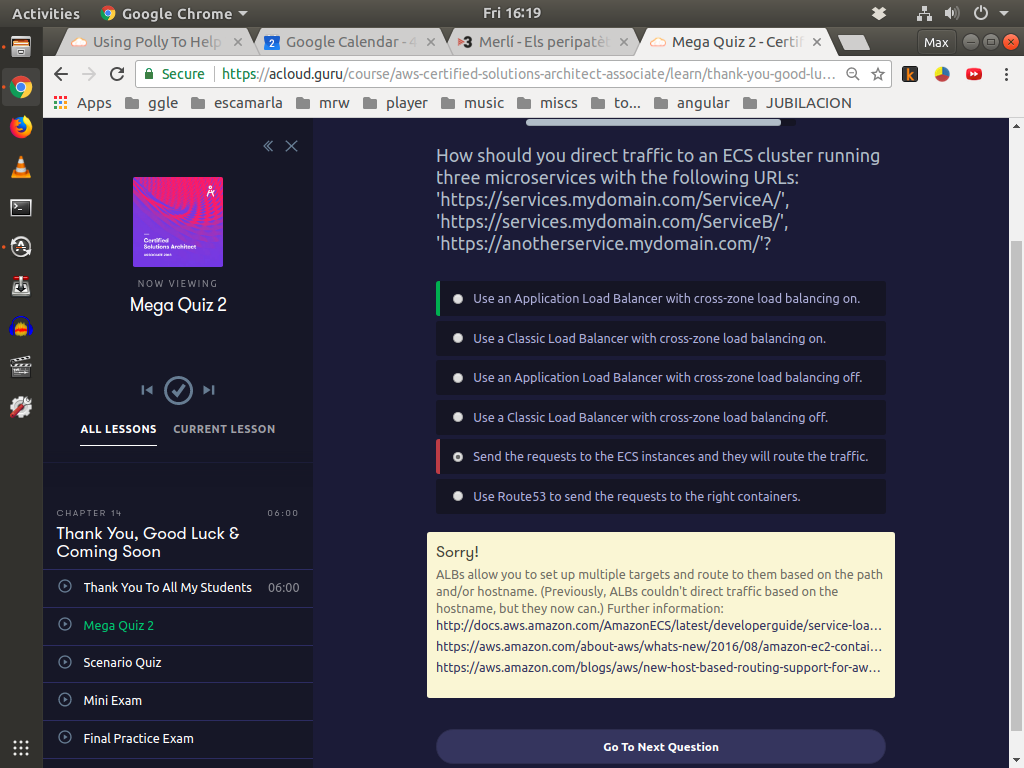 Activities
Google Chrome
Fri 16:19
Using Polly To Help
Google Calendar - 4
Merlí - Els peripatèt
Mega Quiz 2 - Certif
Max
Secure
https://acloud.guru/course/aws-certified-solutions-architect-associate/learn/thank-you-good-lu...
Apps
ggle
escamarla
mrw
player
music
miscs
to...
angular
JUBILACION
Certified
Solutions Architect
NOW VIEWING
Mega Quiz 2
ALL LESSONS
CURRENT LESSON
CHAPTER 14
06:00
Thank You, Good Luck &
Coming Soon
Thank You To All My Students
06:00
Mega Quiz 2
Scenario Quiz
Mini Exam
Final Practice Exam
How should you direct traffic to an ECS cluster running
three microservices with the following URLs:
'https://services.mydomain.com/ServiceA/',
'https://services.mydomain.com/ServiceB/',
'https://anotherservice.mydomain.com/'?
Use an Application Load Balancer with cross-zone load balancing on.
Use a Classic Load Balancer with cross-zone load balancing on.
Use an Application Load Balancer with cross-zone load balancing off.
Use a Classic Load Balancer with cross-zone load balancing off.
Send the requests to the ECS instances and they will route the traffic.
Use Route53 to send the requests to the right containers.
Sorry!
ALBs allow you to set up multiple targets and route to them based on the path
and/or hostname. (Previously, ALBs couldn't direct traffic based on the
hostname, but they now can.) Further information:
http://docs.aws.amazon.com/AmazonECS/latest/developerguide/service-loa...
https://aws.amazon.com/about-aws/whats-new/2016/08/amazon-ec2-contai...
https://aws.amazon.com/blogs/aws/new-host-based-routing-support-for-aw...
Go To Next Question